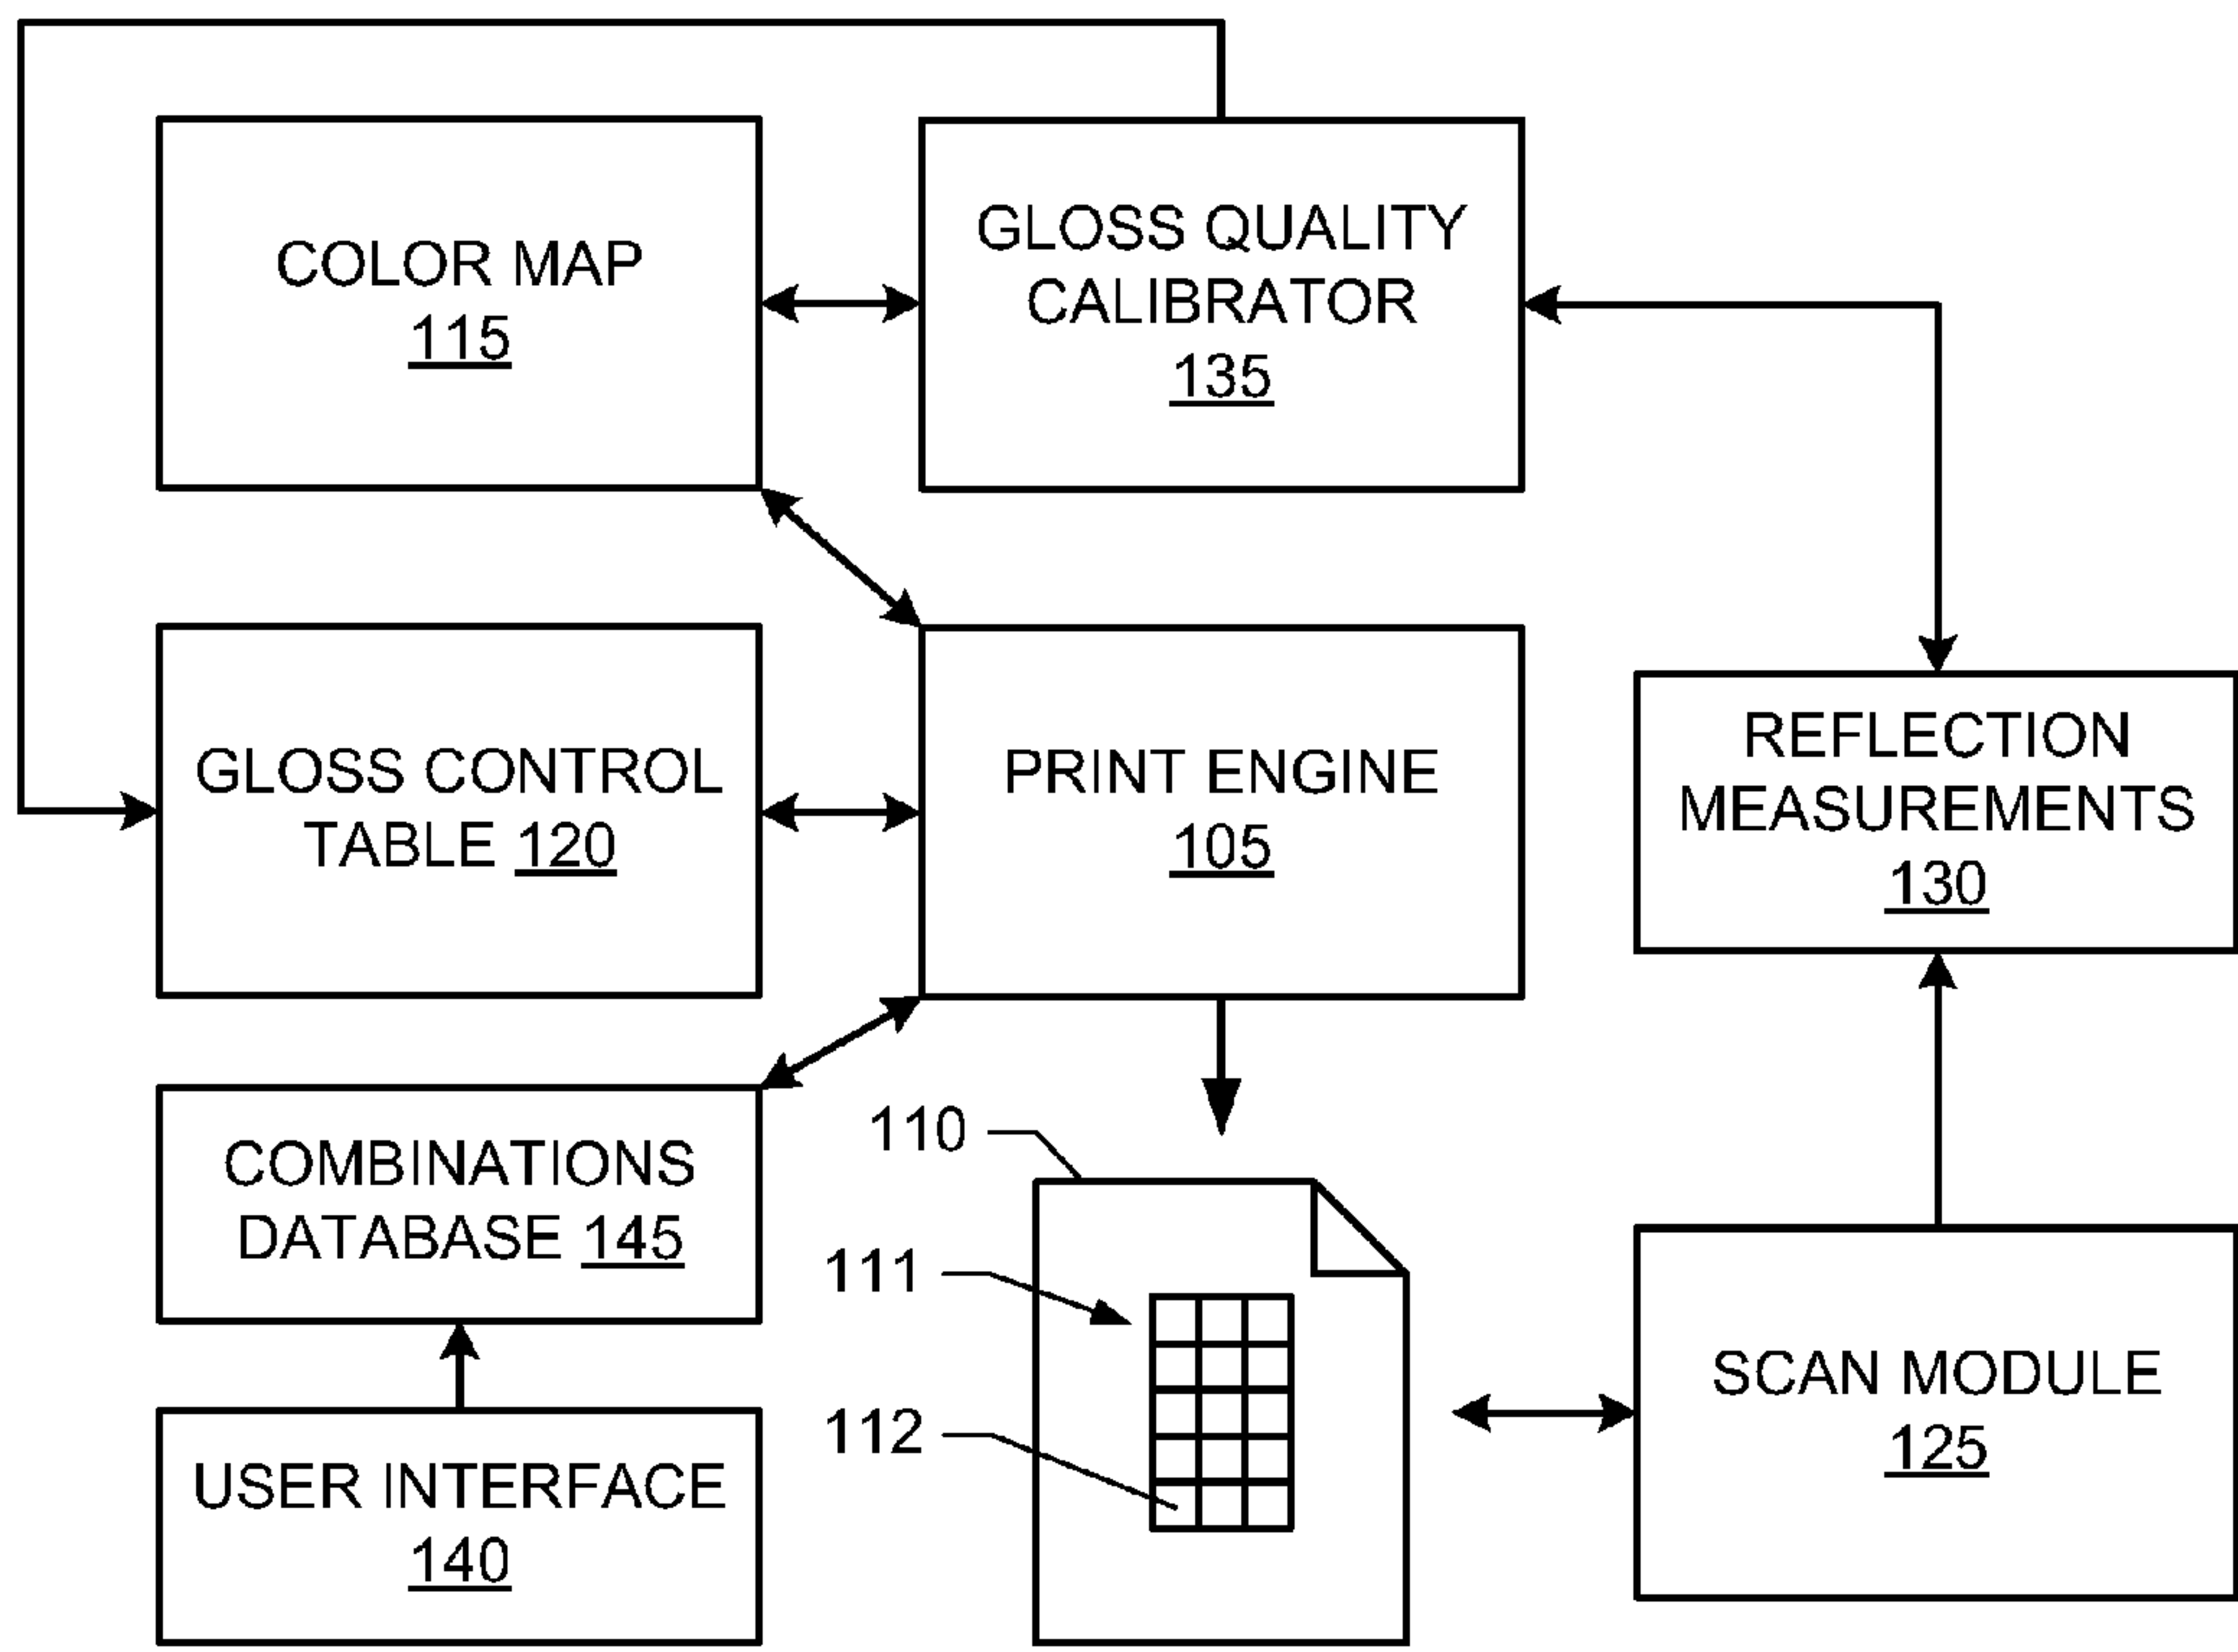 COLOR MAP
115
GLOSS QUALITY
CALIBRATOR
135
GLOSS CONTROL
TABLE 120
PRINT ENGINE
105
REFLECTION
MEASUREMENTS
130
COMBINATIONS
DATABASE 145
110
111
112
SCAN MODULE
125
USER INTERFACE
140